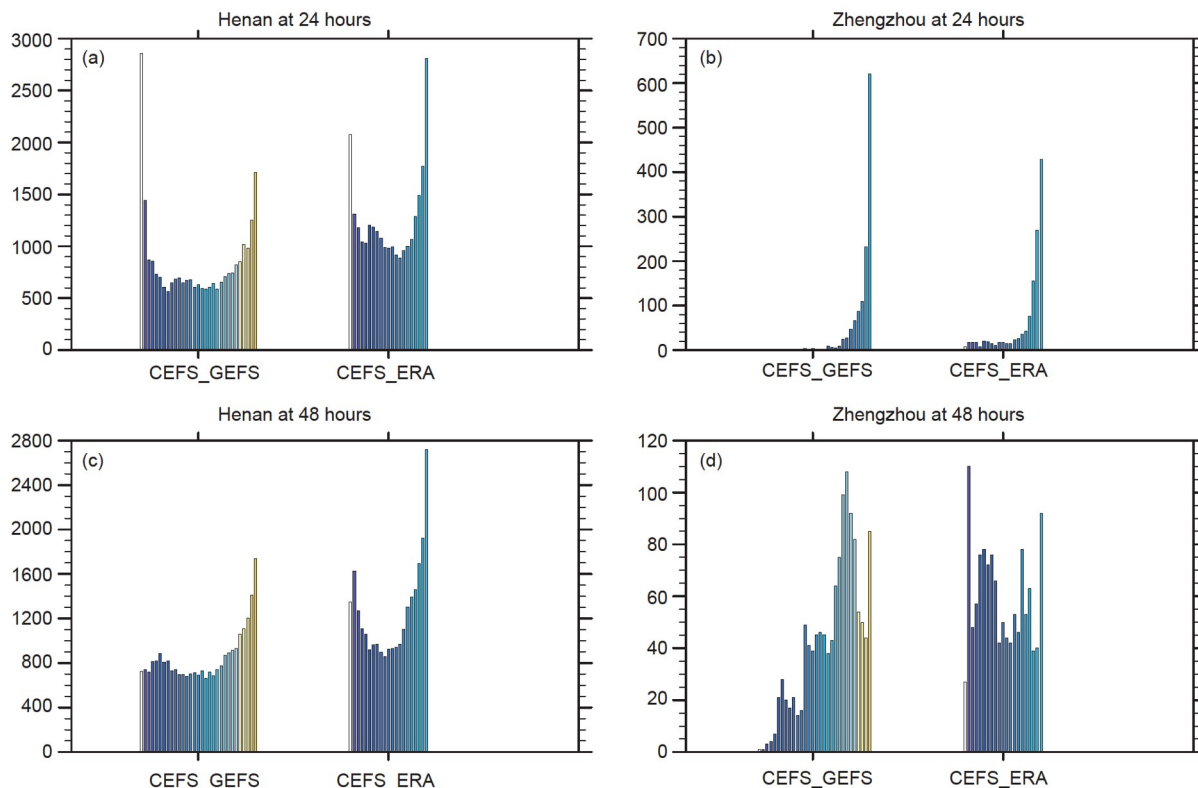 Henan at 24 hours
(a)
3000
2500
2000
1500
1000
500
0
CEFS_GEFS CEFS_ERA
Zhengzhou at 24 hours
(b)
700
600
500
400
300
200
100
0
CEFS_GEFS CEFS_ERA
Henan at 48 hours
(c)
2800
2400
2000
1600
1200
800
400
0
CEFS_GEFS CEFS_ERA
Zhengzhou at 48 hours
(d)
120
100
80
60
40
20
0
CEFS_GEFS CEFS_ERA